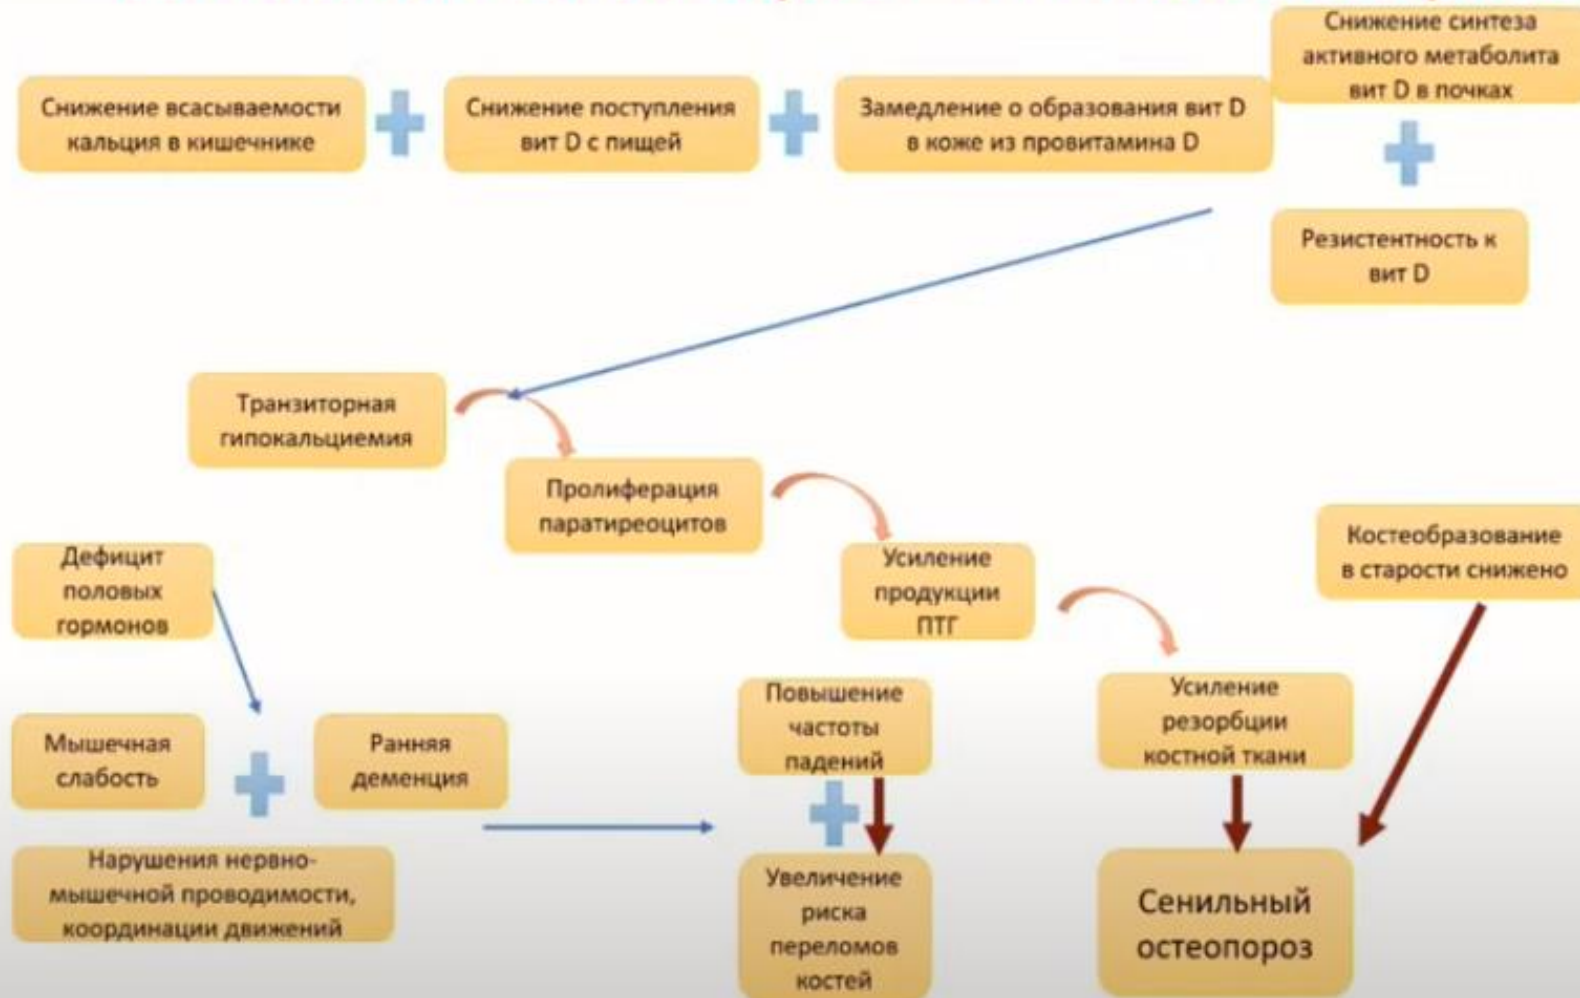 Снижение синтеза
активного метаболита
вит D в почках
Снижение всасываемости
кальция в кишечнике
Снижение поступления
вит D с пищей
Замедление о образования вит D
в коже из провитамина D
Резистентность к
вит D
Транзиторная
гипокальциемия
Пролиферация
паратиреоцитов
Усиление
продукции
ПТГ
Костеобразование
в старости снижено
Дефицит
половых
гормонов
Мышечная
слабость
Ранняя
деменция
Нарушения нервно-
мышечной проводимости,
координации движений
Повышение
частоты
падений
Увеличение
риска
переломов
костей
Усиление
резорбции
костной ткани
Сенильный
остеопороз